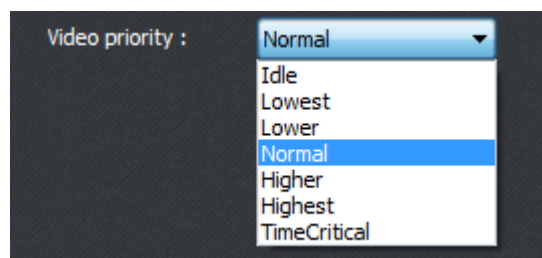 Video priority : Normal
Idle
Lowest
Lower
Normal
Higher
Highest
TimeCritical